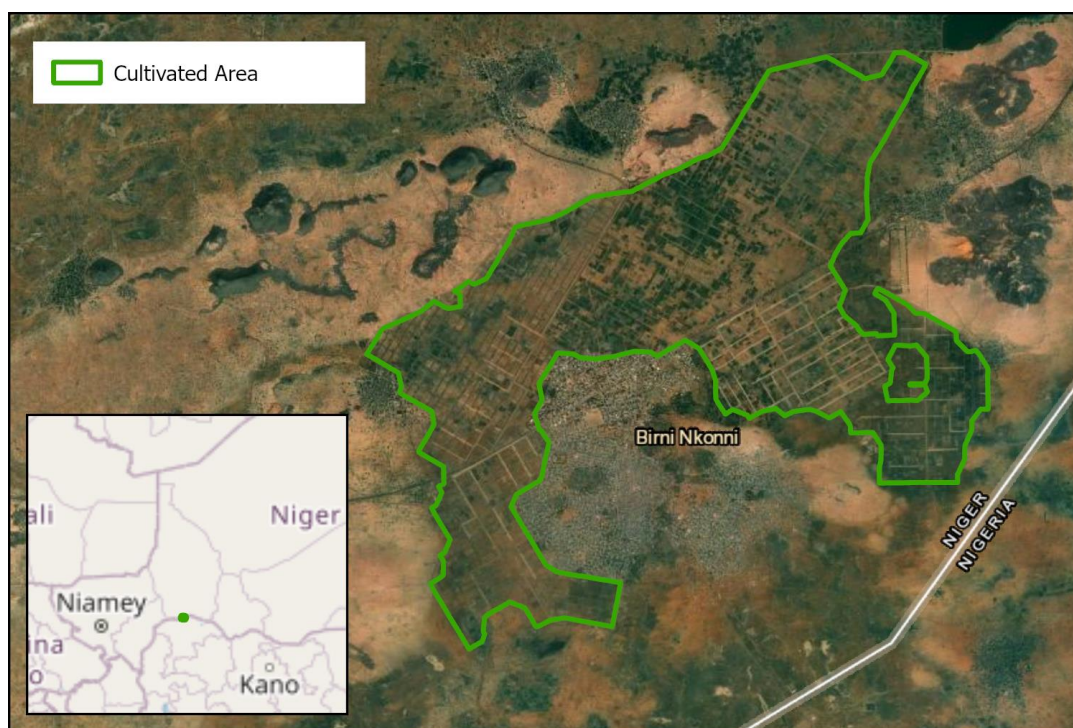 Cultivated Area
Birni Nkonni
NIGER
NIGERIA
ali
Niger
Niamey
ina
o
Kano